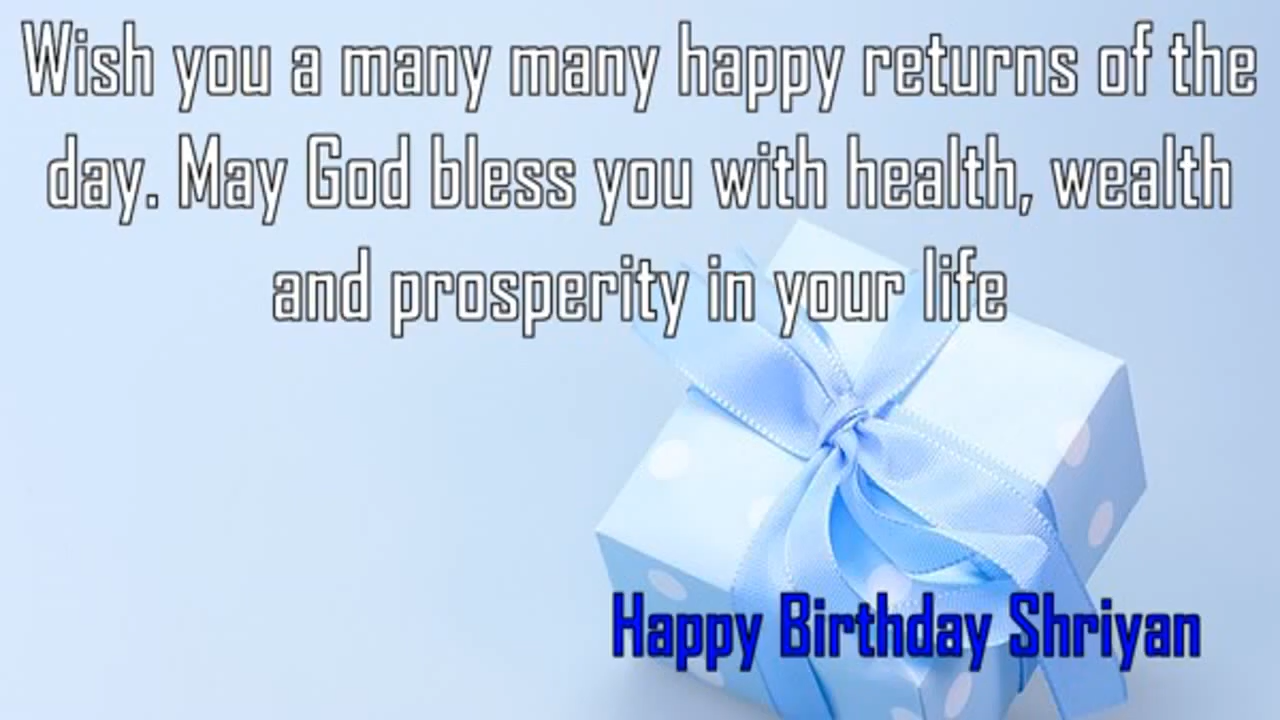 Wish you a many many happy returns of the
day. May God bless you with health, wealth
and prosperity in your life
Happy Birthday Shriyan